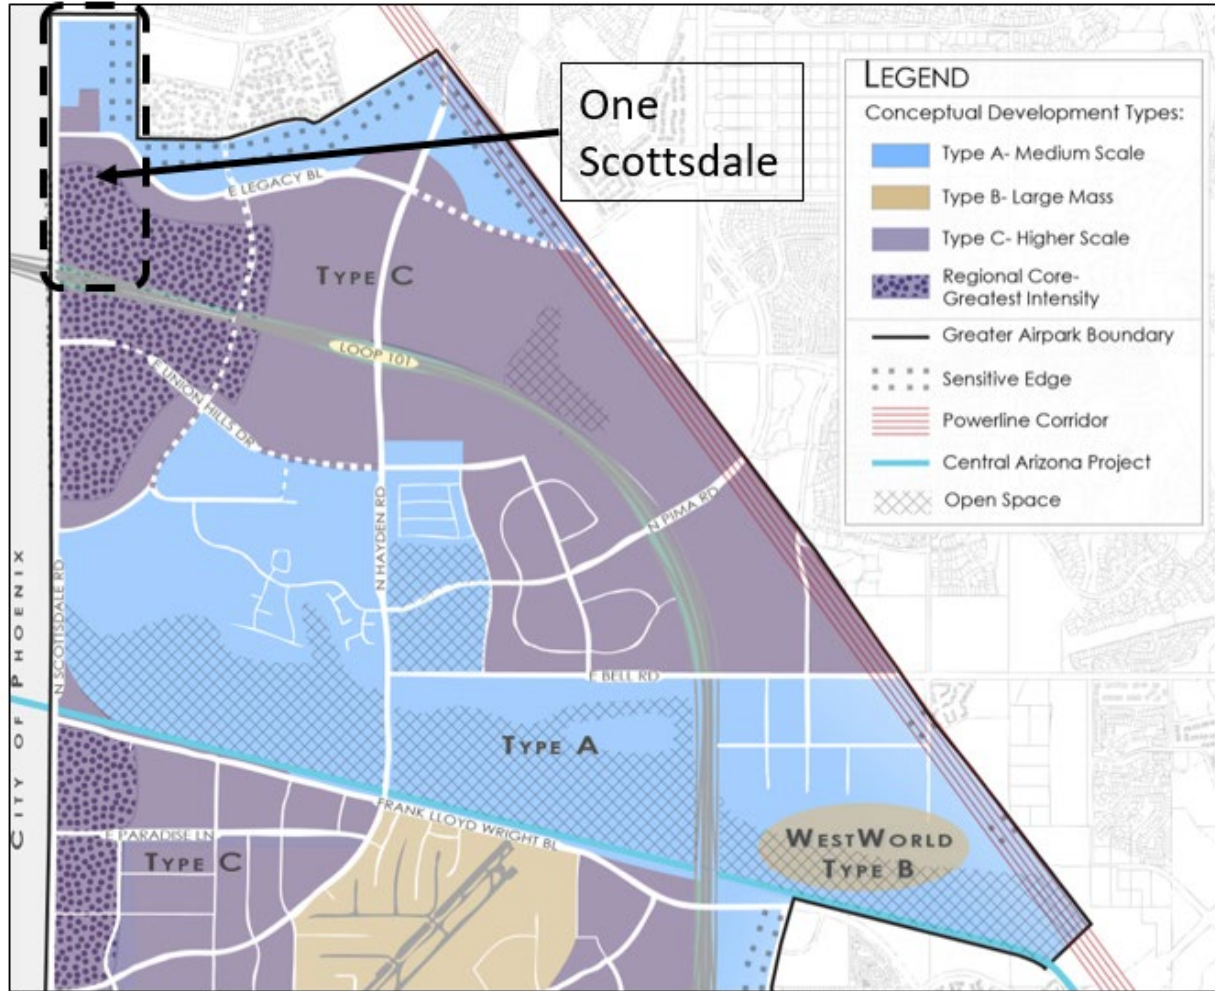 One
Scottsdale
LEGEND
Conceptual Development Types:
Type A- Medium Scale
Type B- Large Mass
Type C- Higher Scale
Regional Core-
Greatest Intensity
Greater Airpark Boundary
Sensitive Edge
Powerline Corridor
Central Arizona Project
Open Space
E LEGACY BL
TYPE C
LOOP 101
E UNION HILLS DR
N HAYDEN RD
N PIMA RD
N SCOTTSDALE RD
CITY OF PHOENIX
E BELL RD
TYPE A
FRANK LLOYD WRIGHT BL
E PARADISE LN
TYPE C
WESTWORLD
TYPE B